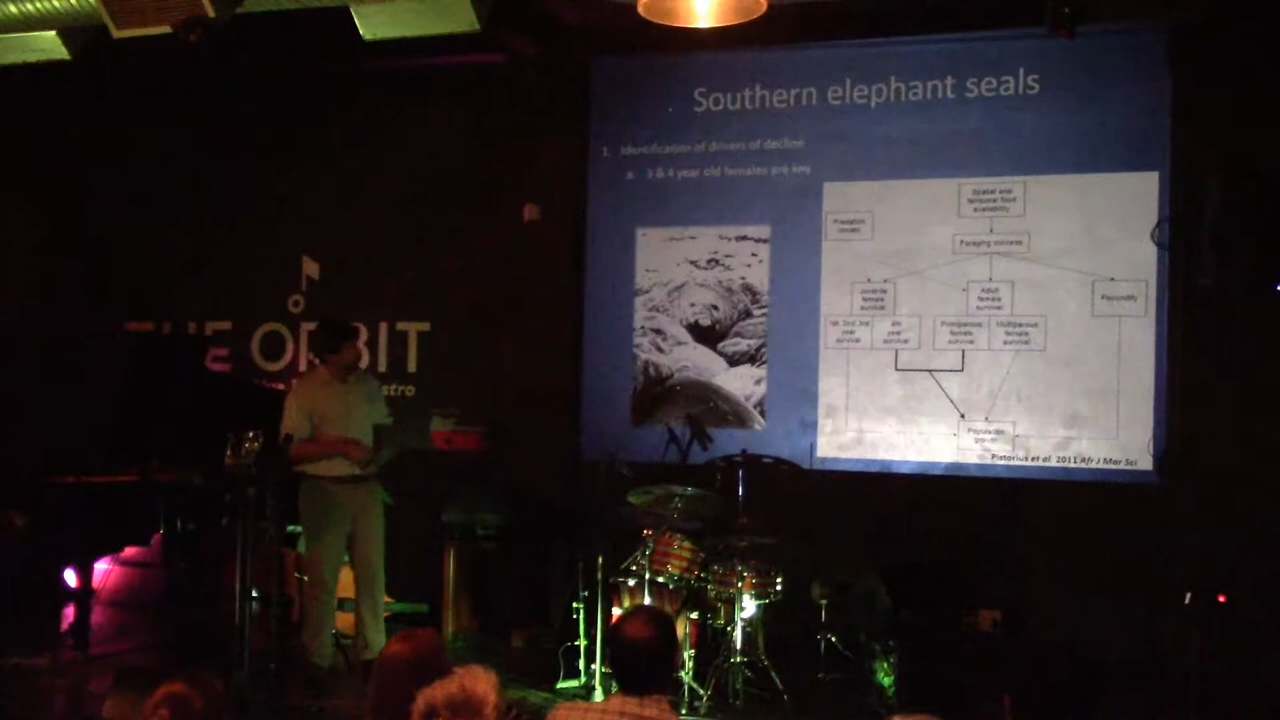 Southern elephant seals
1. Identification of drivers of decline
a. 3 & 4 year old females are key
Spatial and
temporal food
availability
Predation
Foraging success
Juvenile
female
survival
Adult
female
survival
Fecundity
1st, 2nd, 3rd
year
survival
4th
year
survival
Primiparous
female
survival
Multiparous
female
survival
Population
growth
Pistorius et al. 2011 Afr J Mar Sci
THE ORBIT
stro